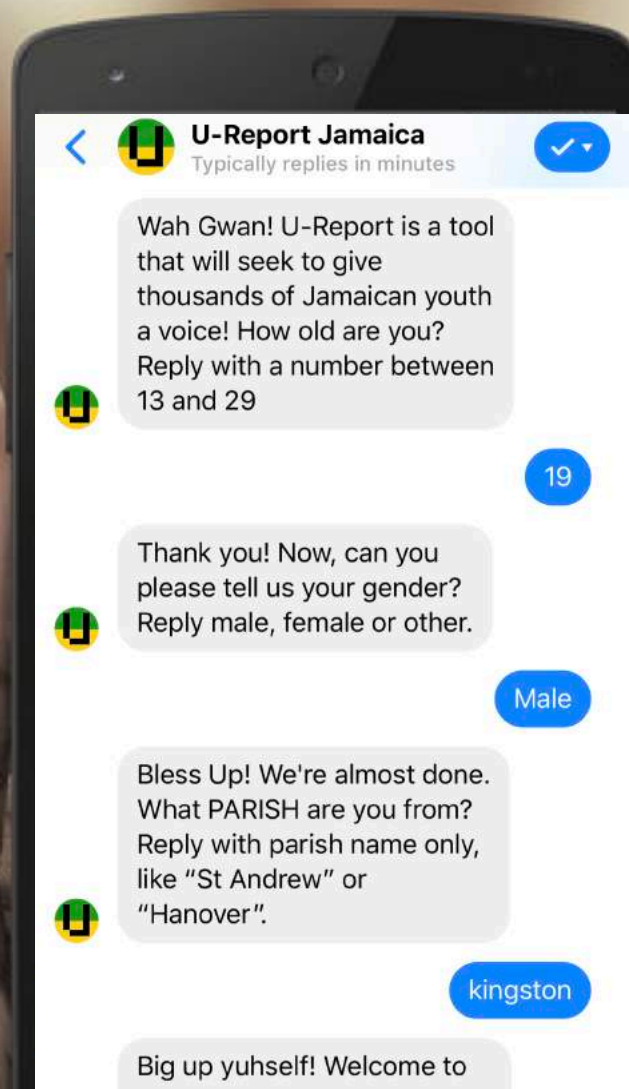 U-Report Jamaica
Typically replies in minutes
Wah Gwan! U-Report is a tool
that will seek to give
thousands of Jamaican youth
a voice! How old are you?
Reply with a number between
13 and 29
19
Thank you! Now, can you
please tell us your gender?
Reply male, female or other.
Male
Bless Up! We're almost done.
What PARISH are you from?
Reply with parish name only,
like “St Andrew” or
“Hanover”.
kingston
Big up yuhself! Welcome to